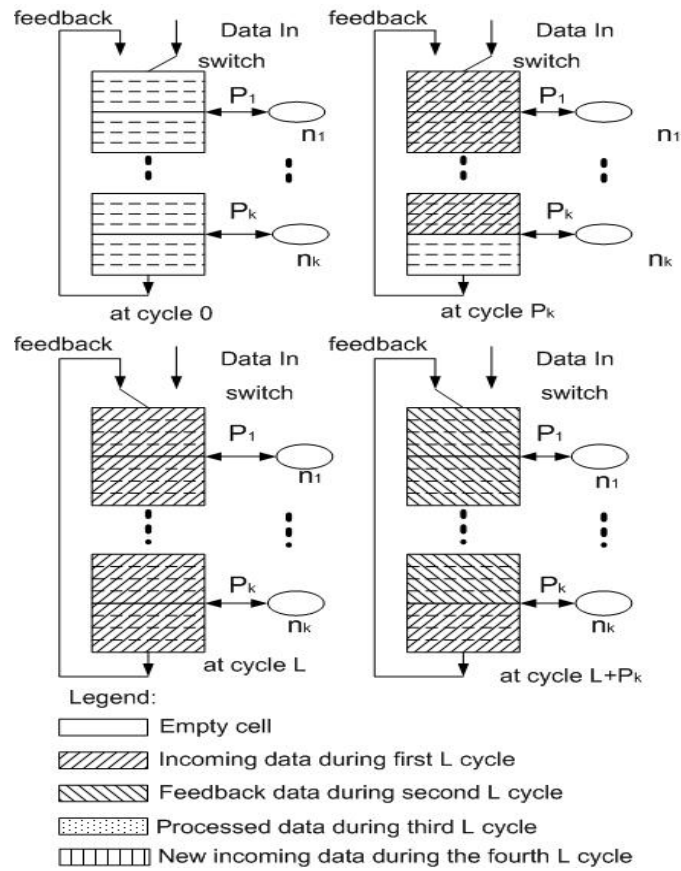 feedback
Data In
switch
P1
n1
Pk
nk
at cycle 0
Data In
switch
P1
n1
Pk
nk
at cycle Pk
feedback
Data In
switch
P1
n1
Pk
nk
at cycle L
feedback
Data In
switch
P1
n1
Pk
nk
at cycle L+Pk
feedback
Legend:
Empty cell
Incoming data during first L cycle
Feedback data during second L cycle
Processed data during third L cycle
New incoming data during the fourth L cycle